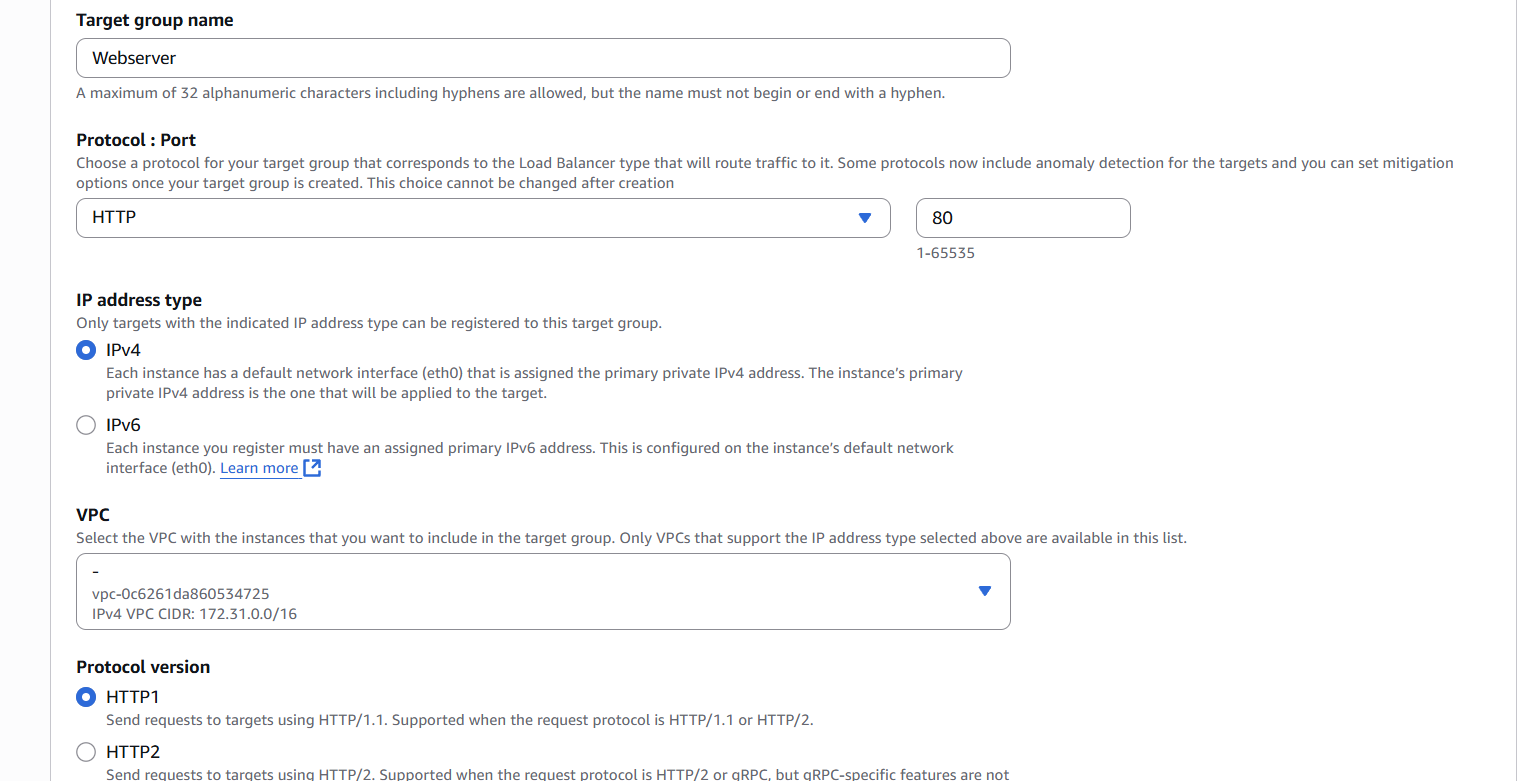 Target group name
Webserver
A maximum of 32 alphanumeric characters including hyphens are allowed, but the name must not begin or end with a hyphen.
Protocol : Port
Choose a protocol for your target group that corresponds to the Load Balancer type that will route traffic to it. Some protocols now include anomaly detection for the targets and you can set mitigation
options once your target group is created. This choice cannot be changed after creation
HTTP
80
1-65535
IP address type
Only targets with the indicated IP address type can be registered to this target group.
IPv4
Each instance has a default network interface (eth0) that is assigned the primary private IPv4 address. The instance's primary
private IPv4 address is the one that will be applied to the target.
IPv6
Each instance you register must have an assigned primary IPv6 address. This is configured on the instance's default network
interface (eth0). Learn more
VPC
Select the VPC with the instances that you want to include in the target group. Only VPCs that support the IP address type selected above are available in this list.
-
vpc-0c6261da860534725
IPv4 VPC CIDR: 172.31.0.0/16
Protocol version
HTTP1
Send requests to targets using HTTP/1.1. Supported when the request protocol is HTTP/1.1 or HTTP/2.
HTTP2
Send requests to targets using HTTP/2. Supported when the request protocol is HTTP/2 or gRPC, but gRPC-specific features are not